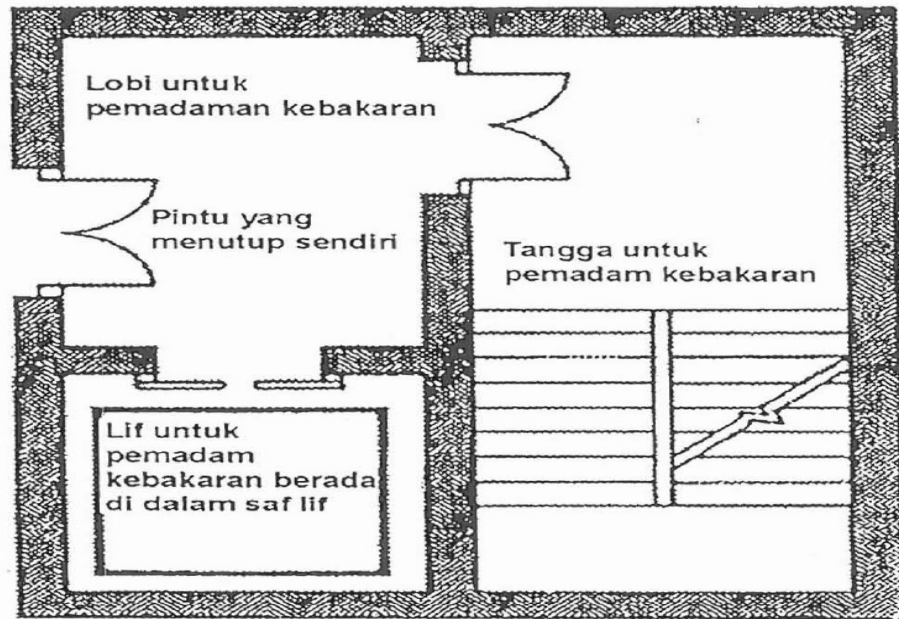 Lobi untuk
pemadaman kebakaran
Pintu yang
menutup sendiri
Tangga untuk
pemadam kebakaran
Lif untuk
pemadam
kebakaran berada
di dalam saf lif